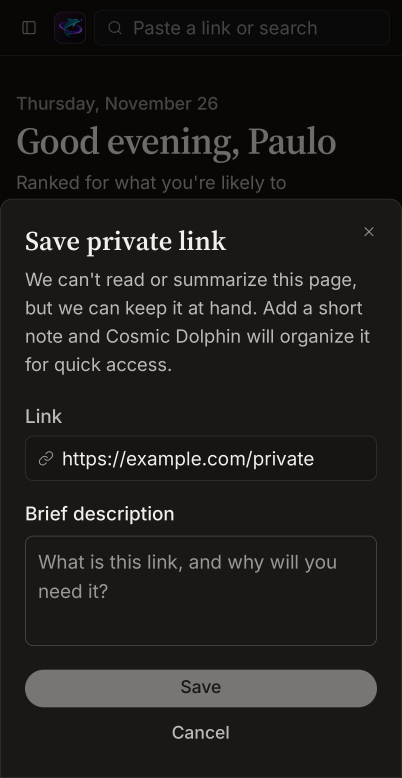 Paste a link or search
Thursday, November 26
Good evening, Paulo
Ranked for what you're likely to
Save private link
We can't read or summarize this page,
but we can keep it at hand. Add a short
note and Cosmic Dolphin will organize it
for quick access.
Link
https://example.com/private
Brief description
What is this link, and why will you
need it?
Save
Cancel